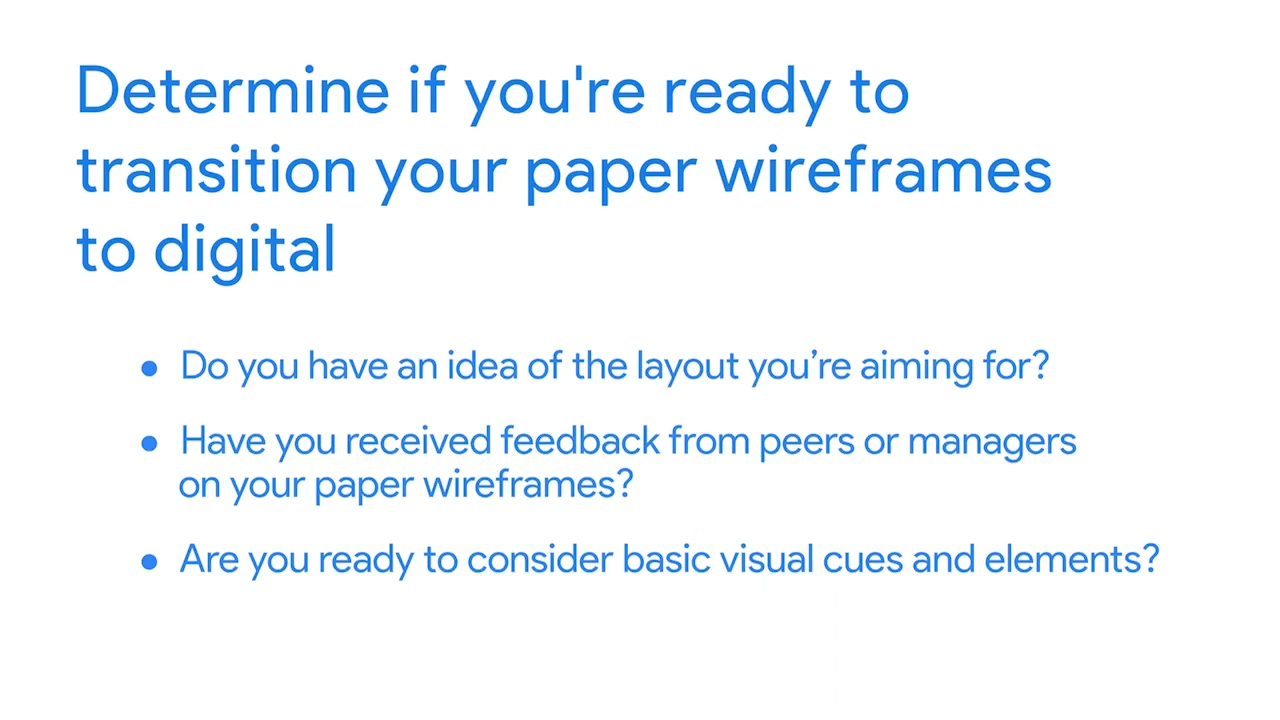 Determine if you're ready to
transition your paper wireframes
to digital
• Do you have an idea of the layout you’re aiming for?
• Have you received feedback from peers or managers
on your paper wireframes?
• Are you ready to consider basic visual cues and elements?